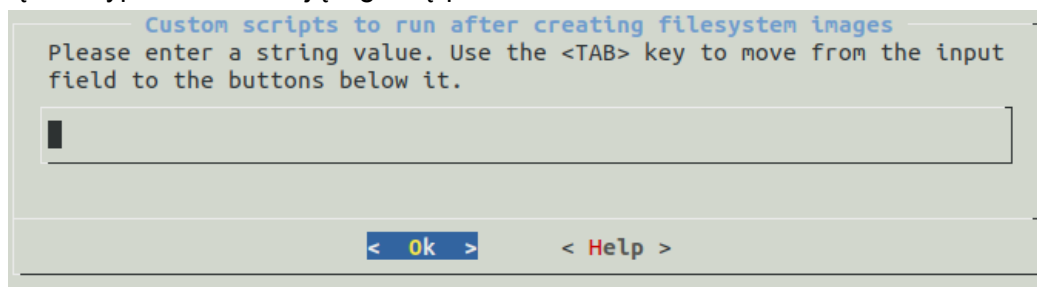 Custom scripts to run after creating filesystem images
Please enter a string value. Use the <TAB> key to move from the input
field to the buttons below it.
< Ok > < Help >